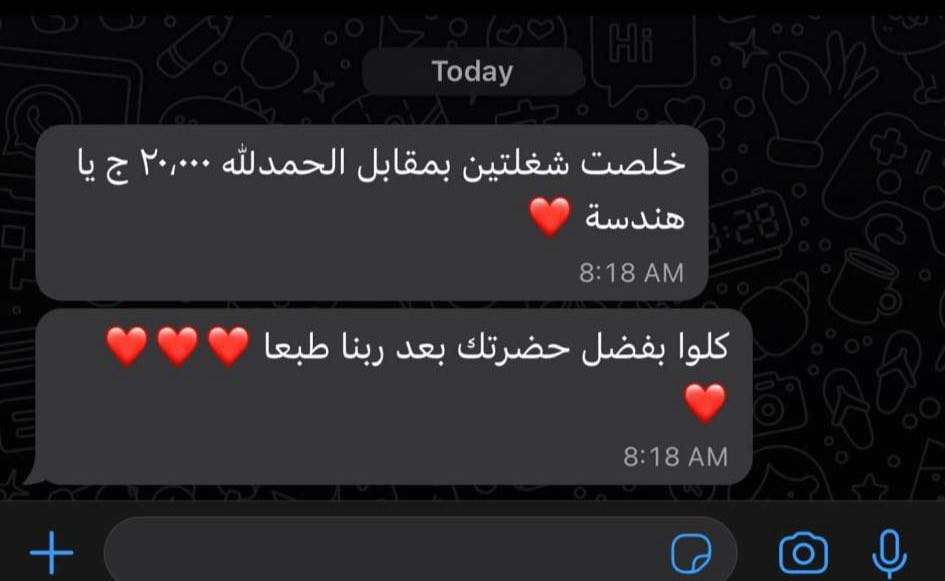 Today
خلصت شغلتين بمقابل الحمدلله ٢٠,٠٠٠ ج يا
هندسة ❤️
8:18 AM
كلوا بفضل حضرتك بعد ربنا طبعا ❤️❤️❤️
❤️
8:18 AM